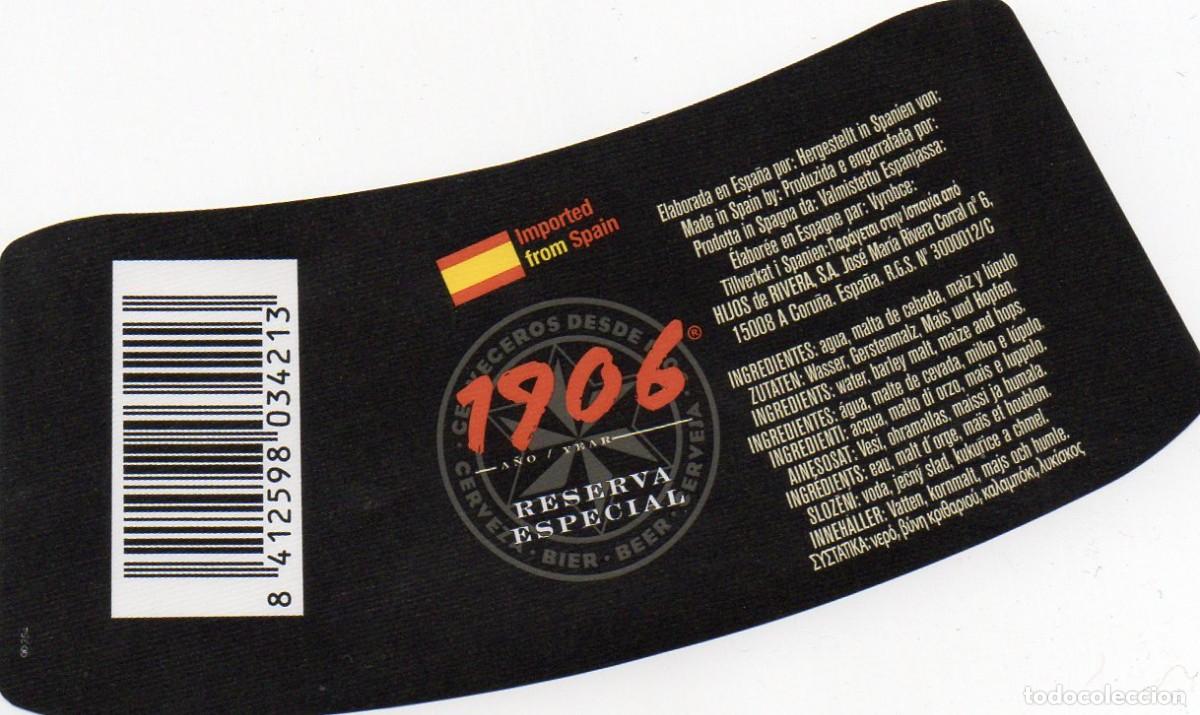 8 412598 034213
Imported
from Spain
CERVECEROS DESDE
1906®
AÑO / YEAR
RESERVA
ESPECIAL
CERVEZA · BIER · BEER · CERVEJA ·
Elaborada en España por: Hergestellt in Spanien von:
Made in Spain by: Produzida e engarrafada por:
Prodotta in Spagna da: Valmistettu Espanjassa:
Élaborée en Espagne par: Vyrobce:
Tillverkat i Spanien: Παραγεται στην Ισπανία από
HIJOS de RIVERA, S.A. José María Rivera Corral nº 6,
15008 A Coruña. España. R.G.S. Nº 3000012/C
INGREDIENTES: agua, malta de cebada, maiz y lúpulo
ZUTATEN: Wasser, Gerstenmalz, Mais und Hopfen.
INGREDIENTS: water, barley malt, maize and hops.
INGREDIENTES: água, malte de cevada, milho e lúpulo.
INGREDIENTI: acqua, malto di orzo, mais e luppolo.
AINESOSAT: Vesi, ohramallas, maissi ja humala.
INGRÉDIENTS: eau, malt d´orge, maïs et houblon.
SLOZENÍ: voda, ječný slad, kukuřice a chmel.
INNEHALLER: Vatten, kornmalt, majs och humle.
ΣΥΣΤΑΤΙΚΑ: νερό, βύνη κριθαριού καλαμπόκι, λυκίσκος
todocoleccion